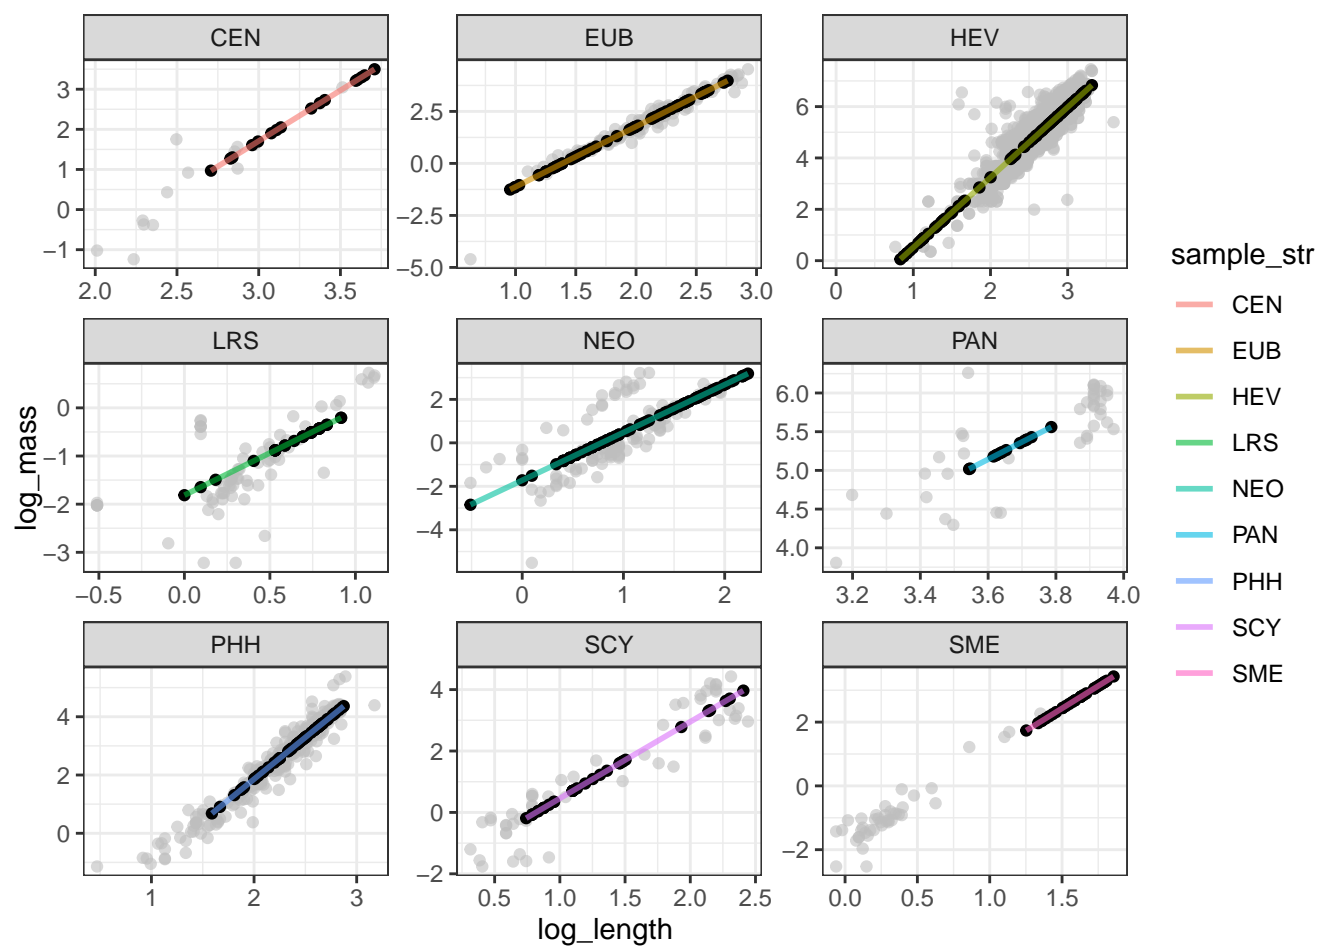 CEN EUB HEV
3
2
1
0
−1
2.0 2.5 3.0 3.5
2.5
0.0
−2.5
−5.0
1.0 1.5 2.0 2.5 3.0
6
4
2
0
0 1 2 3
LRS NEO PAN
0
−1
−2
−3
−0.5 0.0 0.5 1.0
2
0
−2
−4
0 1 2
6.0
5.5
5.0
4.5
4.0
3.2 3.4 3.6 3.8 4.0
PHH SCY SME
4
2
0
1 2 3
4
2
0
−2
0.5 1.0 1.5 2.0 2.5
2
0
−2
0.0 0.5 1.0 1.5
log_mass
log_length
sample_str
CEN
EUB
HEV
LRS
NEO
PAN
PHH
SCY
SME